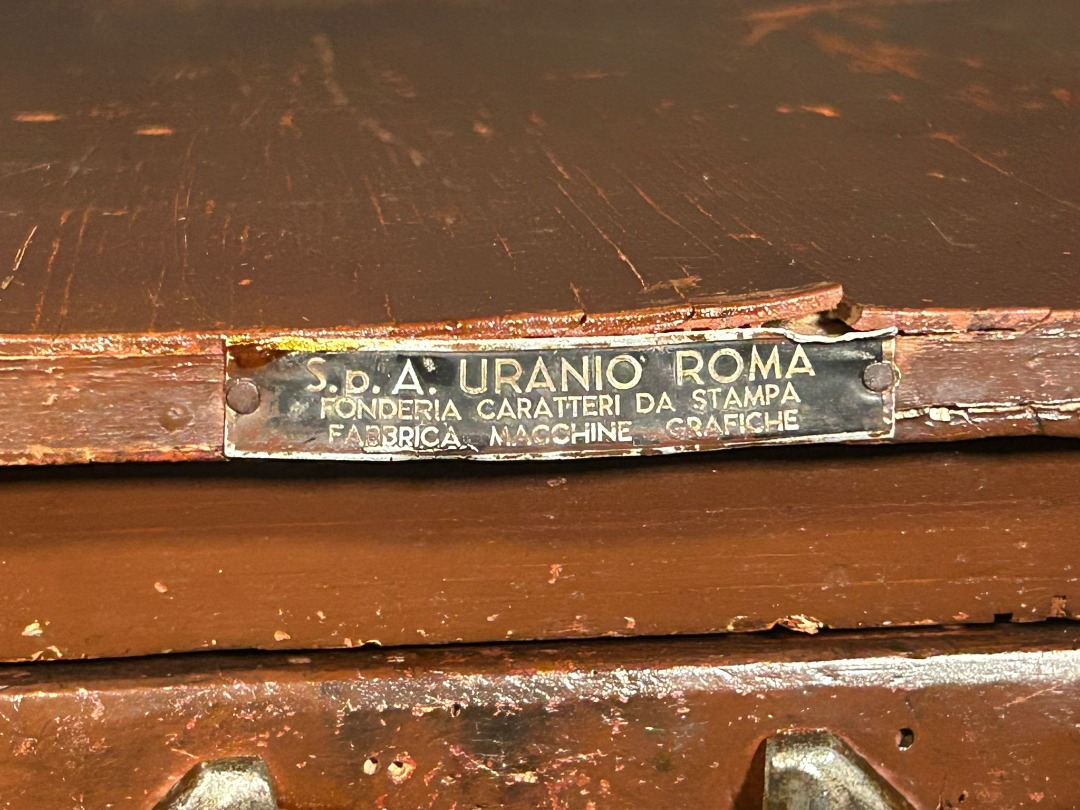 S.p.A. URANIO ROMA
FONDERIA CARATTERI DA STAMPA
FABBRICA MACCHINE GRAFICHE